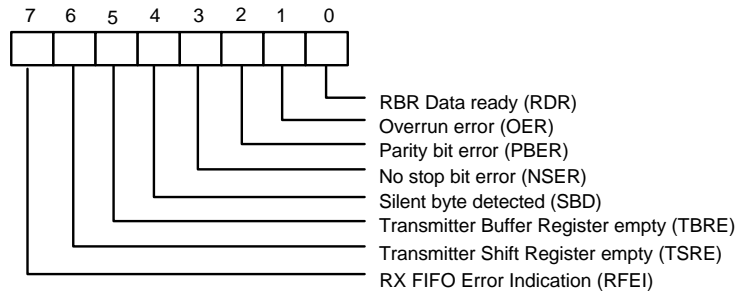 7 6 5 4 3 2 1 0
RBR Data ready (RDR)
Overrun error (OER)
Parity bit error (PBER)
No stop bit error (NSER)
Silent byte detected (SBD)
Transmitter Buffer Register empty (TBRE)
Transmitter Shift Register empty (TSRE)
RX FIFO Error Indication (RFEI)